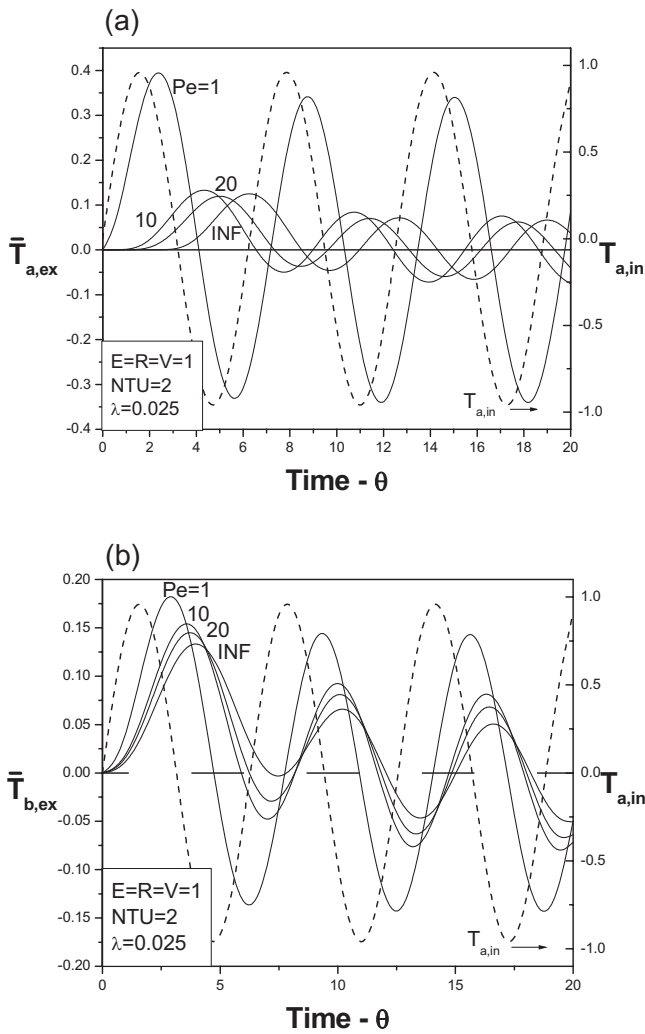 (a)
0.4
0.3
0.2
0.1
0.0
-0.1
-0.2
-0.3
-0.4
T̿a,ex
Pe=1
10
20
INF
E=R=V=1
NTU=2
λ=0.025
Ta,in
1.0
0.5
0.0
-0.5
-1.0
Ta,in
0 2 4 6 8 10 12 14 16 18 20
Time - θ
(b)
0.20
0.15
0.10
0.05
0.00
-0.05
-0.10
-0.15
-0.20
T̿b,ex
Pe=1
10
20
INF
E=R=V=1
NTU=2
λ=0.025
Ta,in
1.0
0.5
0.0
-0.5
-1.0
Ta,in
0 5 10 15 20
Time - θ